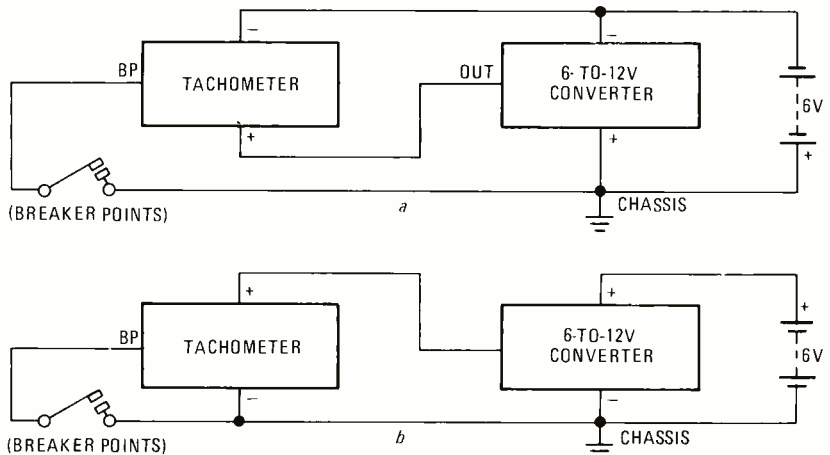 −
−
BP
TACHOMETER
OUT
6-TO-12V
CONVERTER
6V
+
+
+
(BREAKER POINTS)
a
CHASSIS
+
+
+
BP
TACHOMETER
6-TO-12V
CONVERTER
6V
−
−
(BREAKER POINTS)
b
CHASSIS